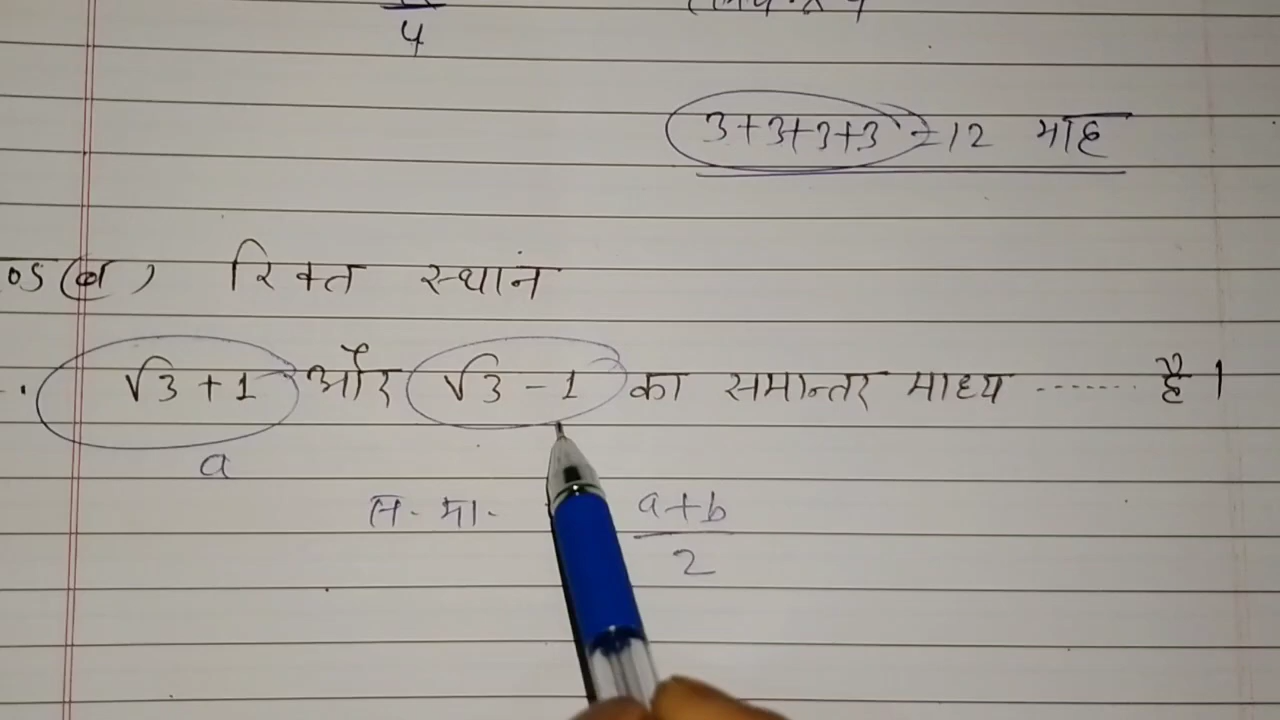 4
3+3+3+3 = 12 माह
05 (ब) रिक्त स्थान
√3 + 1 और √3 - 1 का समान्तर माध्य ........ है।
a
स. मा. a+b
2